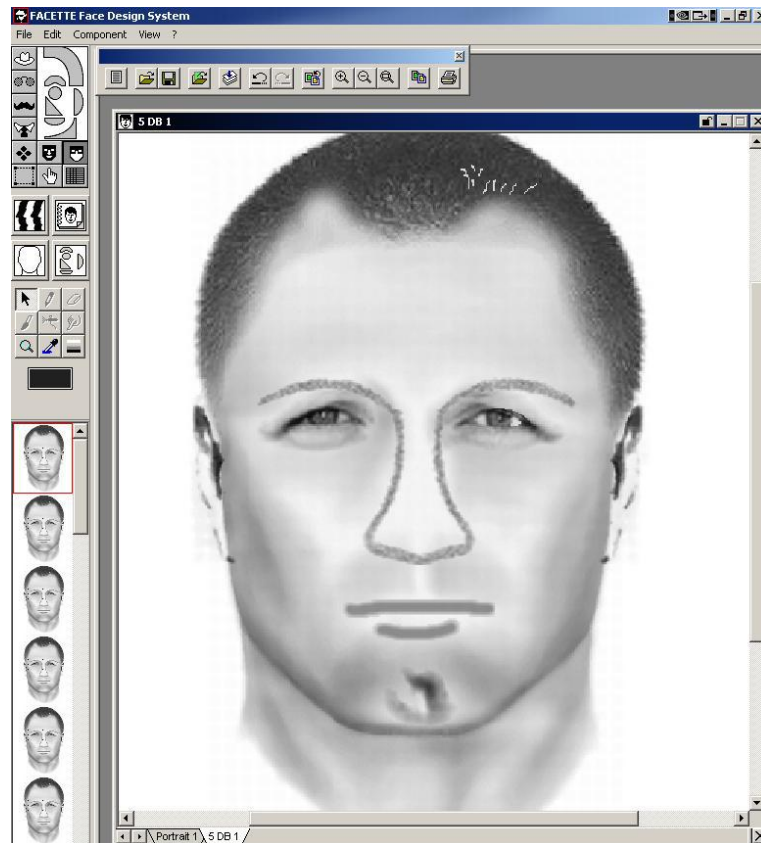 FACETTE Face Design System
File Edit Component View ?
5 DB 1
Portrait 1 5 DB 1